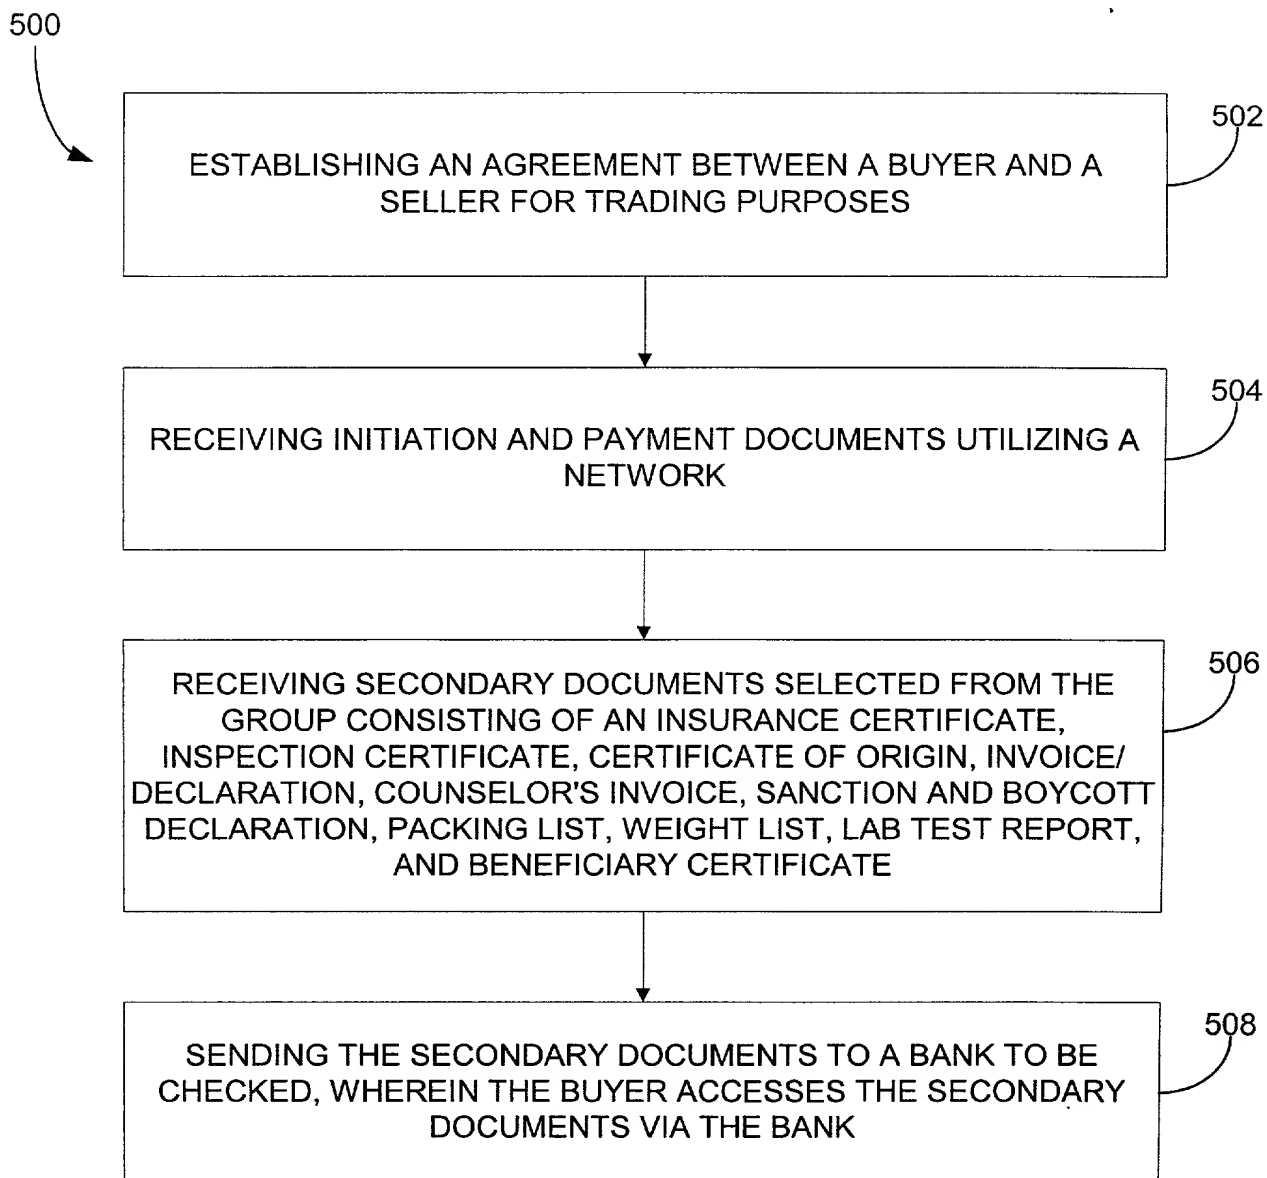 500
502
ESTABLISHING AN AGREEMENT BETWEEN A BUYER AND A
SELLER FOR TRADING PURPOSES
504
RECEIVING INITIATION AND PAYMENT DOCUMENTS UTILIZING A
NETWORK
506
RECEIVING SECONDARY DOCUMENTS SELECTED FROM THE
GROUP CONSISTING OF AN INSURANCE CERTIFICATE,
INSPECTION CERTIFICATE, CERTIFICATE OF ORIGIN, INVOICE/
DECLARATION, COUNSELOR'S INVOICE, SANCTION AND BOYCOTT
DECLARATION, PACKING LIST, WEIGHT LIST, LAB TEST REPORT,
AND BENEFICIARY CERTIFICATE
508
SENDING THE SECONDARY DOCUMENTS TO A BANK TO BE
CHECKED, WHEREIN THE BUYER ACCESSES THE SECONDARY
DOCUMENTS VIA THE BANK